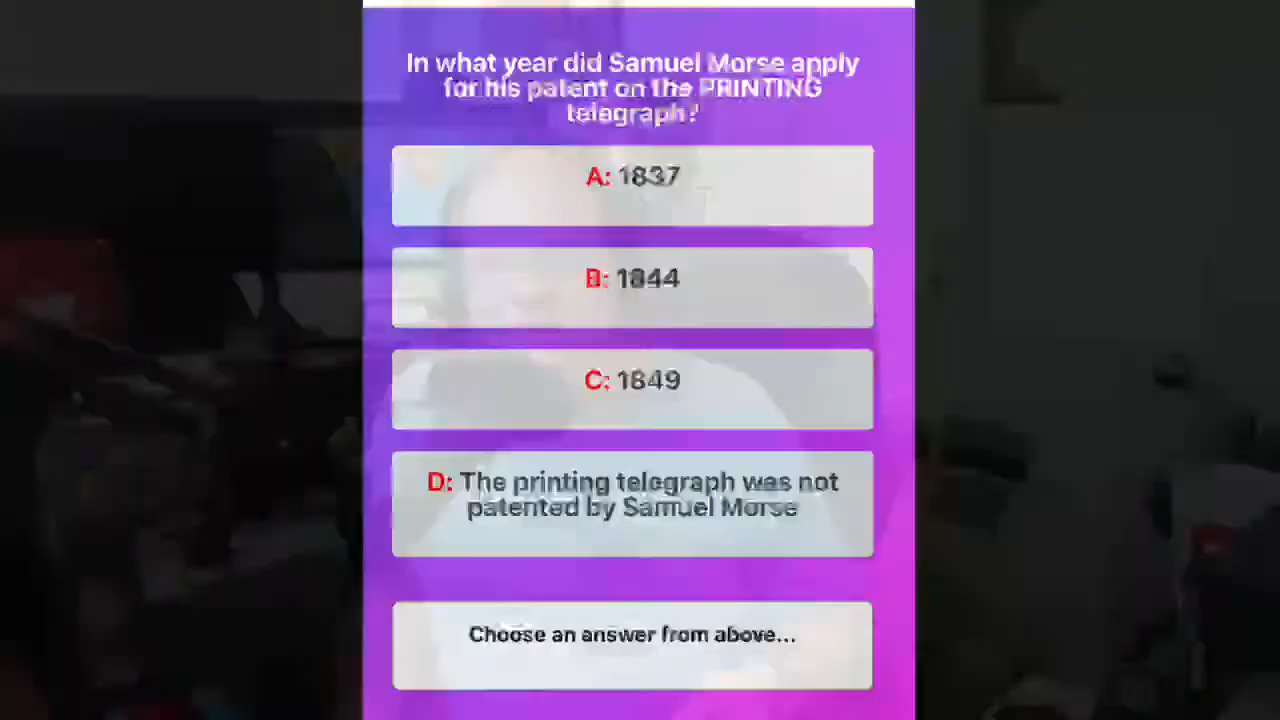 In what year did Samuel Morse apply
for his patent on the PRINTING
telegraph?
A: 1837
B: 1844
C: 1849
D: The printing telegraph was not
patented by Samuel Morse
Choose an answer from above...